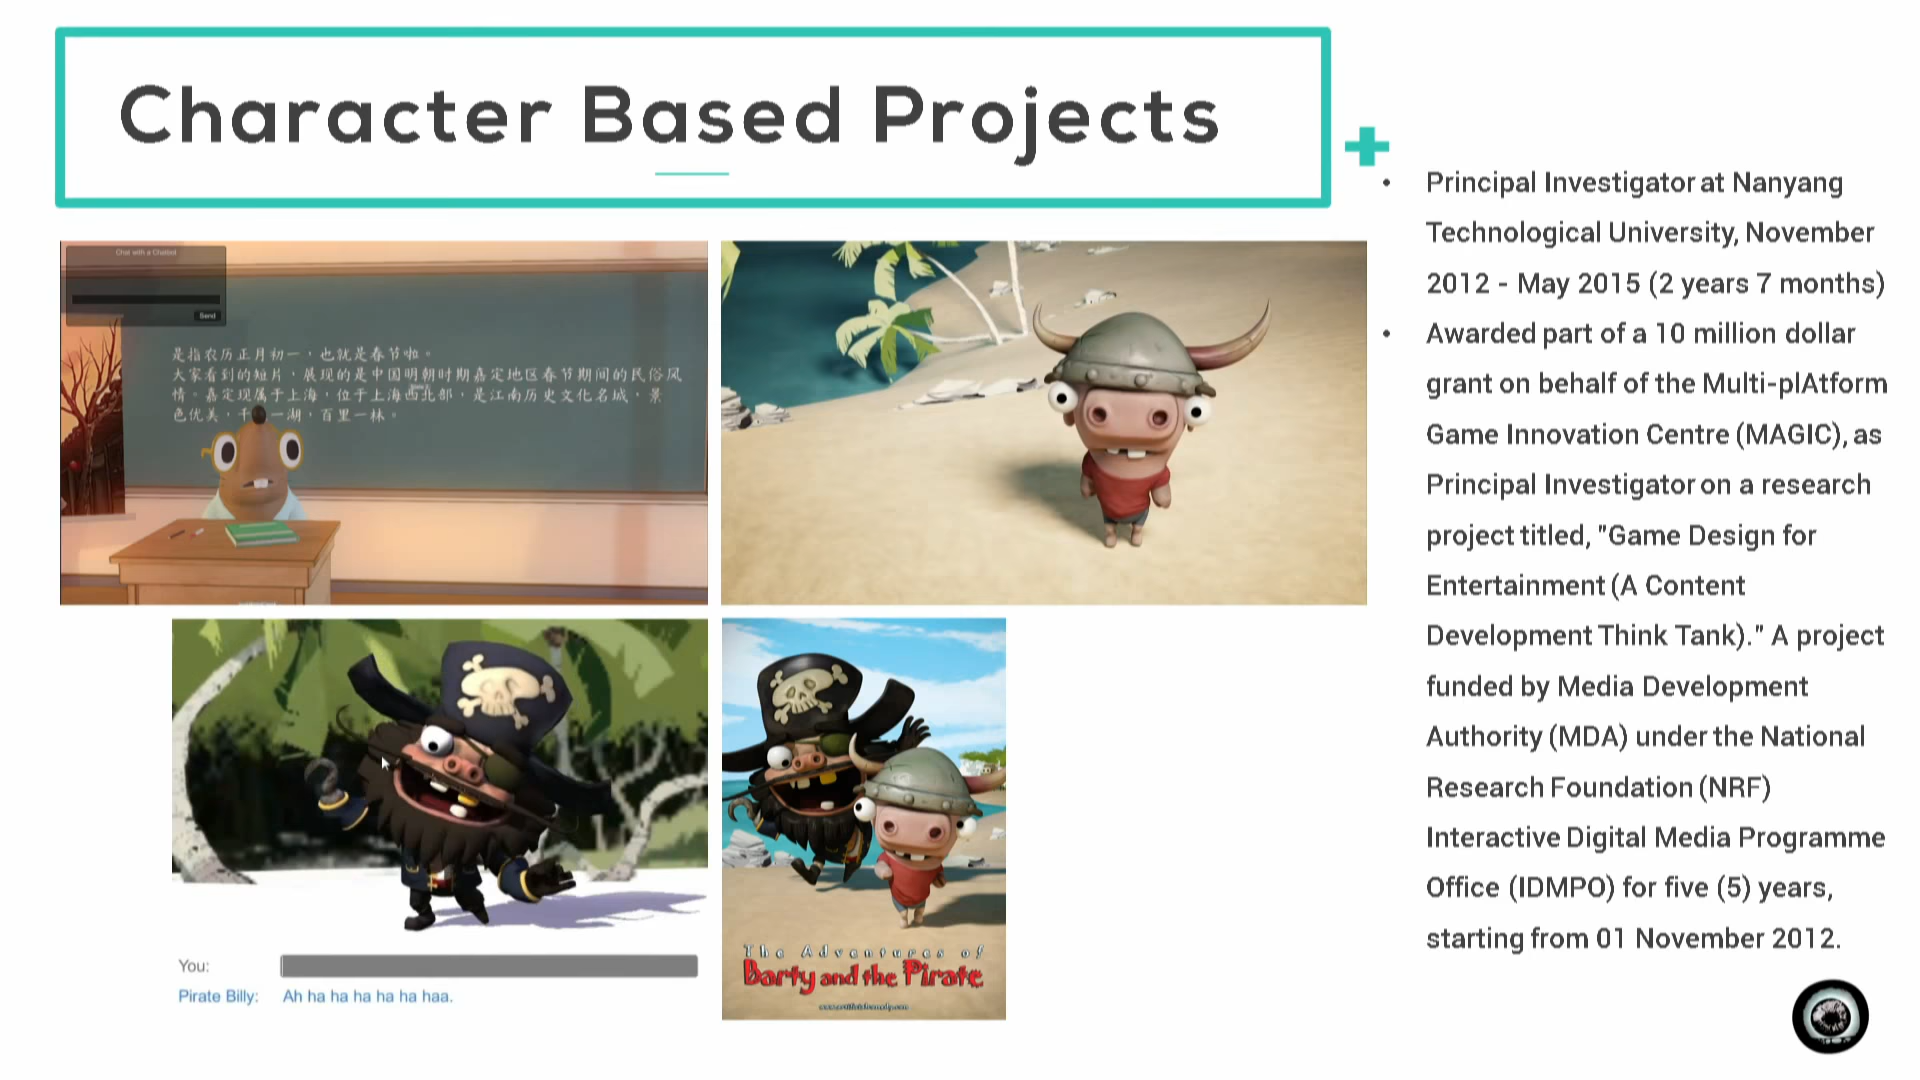 Character Based Projects
Chat with a Chatbot
Send
是指农历正月初一，也就是春节啦。
大家看到的短片，展现的是中国明朝时期嘉定地区春节期间的民俗风
情。嘉定现属于上海，位于上海西北部，是江南历史文化名城，景
色优美，千 一湖，百里一林。
You:
Pirate Billy: Ah ha ha ha ha ha haa.
The Adventures of
Barty and the Pirate
• Principal Investigator at Nanyang
Technological University, November
2012 - May 2015 (2 years 7 months)
• Awarded part of a 10 million dollar
grant on behalf of the Multi-plAtform
Game Innovation Centre (MAGIC), as
Principal Investigator on a research
project titled, "Game Design for
Entertainment (A Content
Development Think Tank)." A project
funded by Media Development
Authority (MDA) under the National
Research Foundation (NRF)
Interactive Digital Media Programme
Office (IDMPO) for five (5) years,
starting from 01 November 2012.